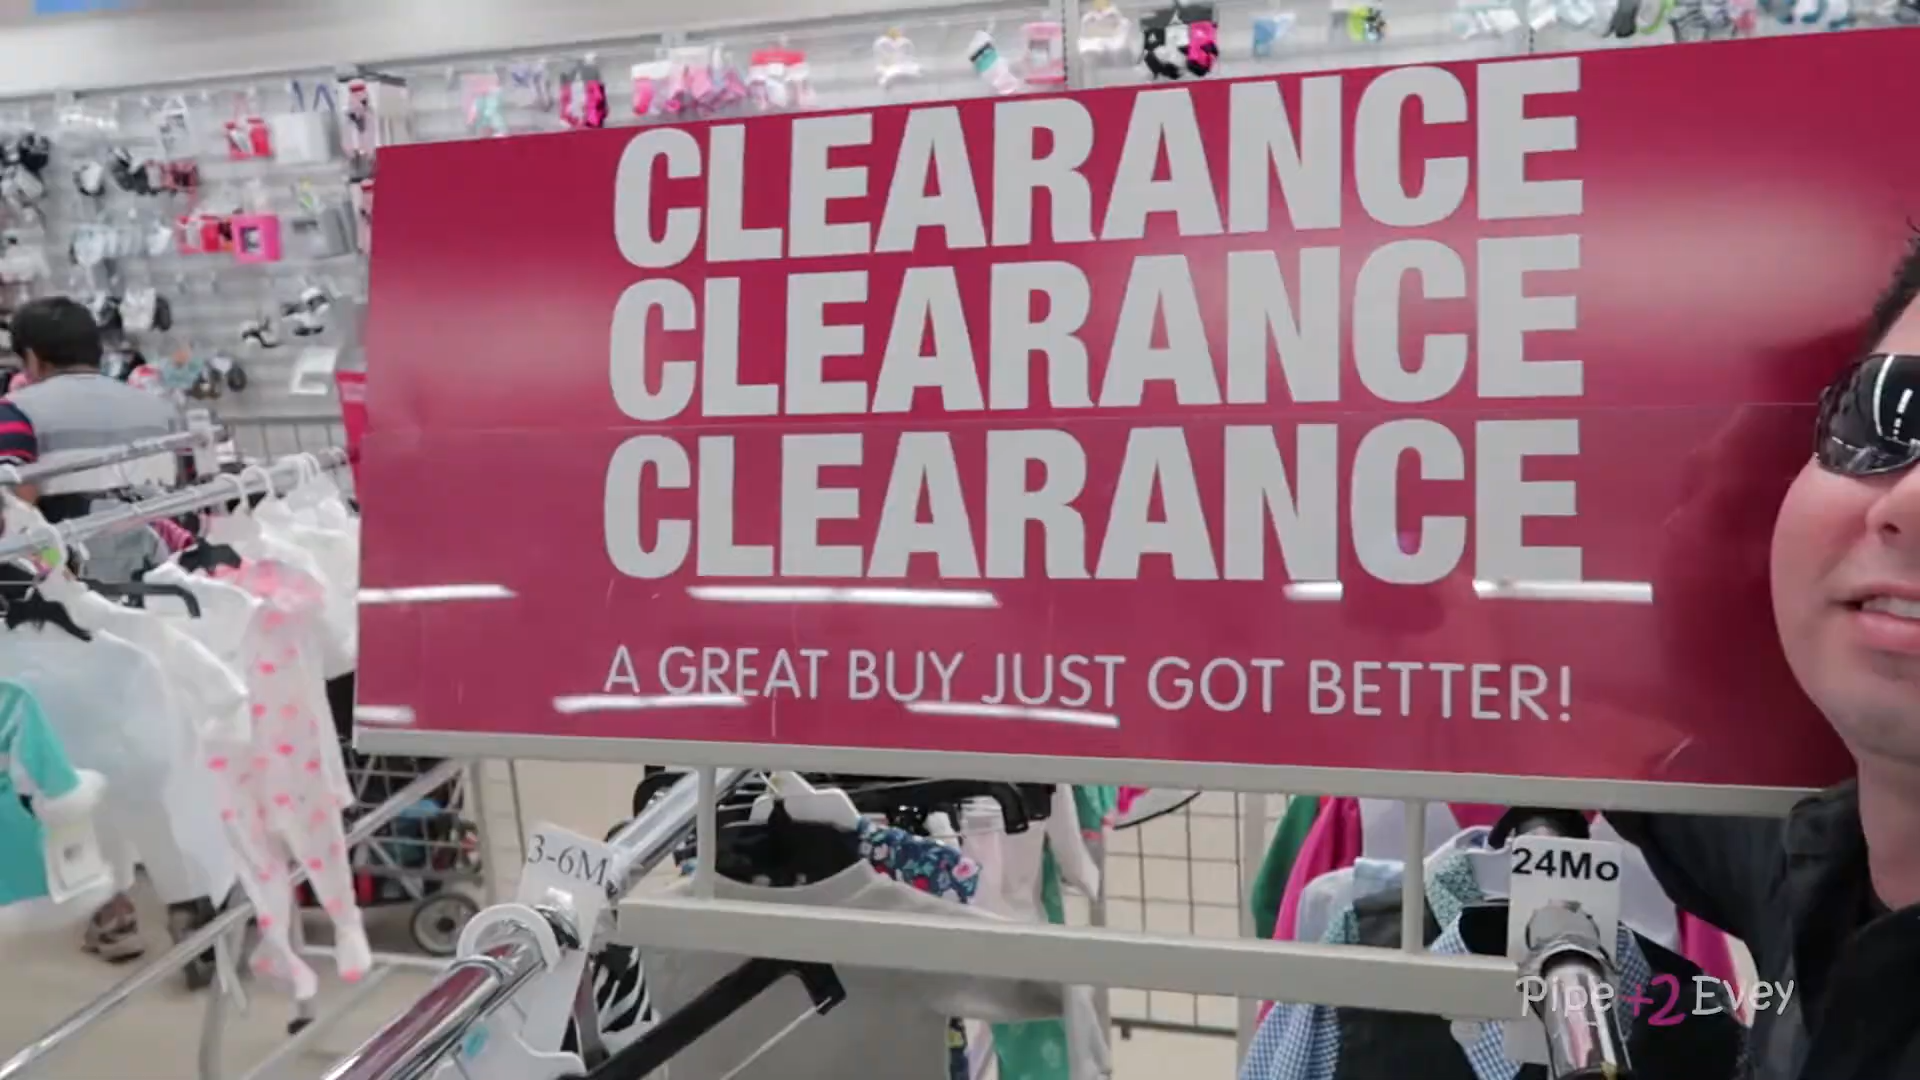 CLEARANCE
CLEARANCE
CLEARANCE
A GREAT BUY JUST GOT BETTER!
3-6M
24Mo
Pipe+2Evey